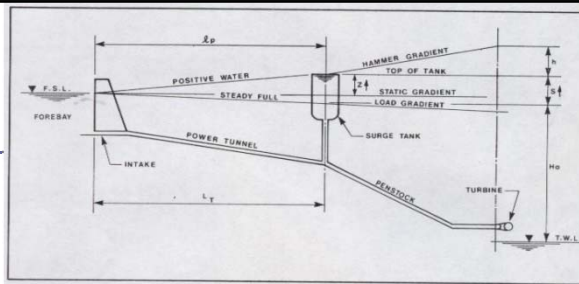 ℓp
HAMMER GRADIENT
h
POSITIVE WATER
TOP OF TANK
F.S.L.
Z
STATIC GRADIENT
S
STEADY FULL
LOAD GRADIENT
FOREBAY
SURGE TANK
POWER TUNNEL
INTAKE
Ho
PENSTOCK
TURBINE
LT
T.W.L